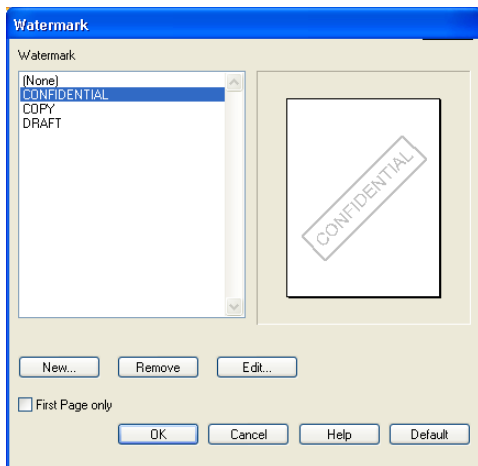 Watermark
Watermark
(None)
CONFIDENTIAL
COPY
DRAFT
CONFIDENTIAL
New... Remove Edit...
First Page only
OK Cancel Help Default